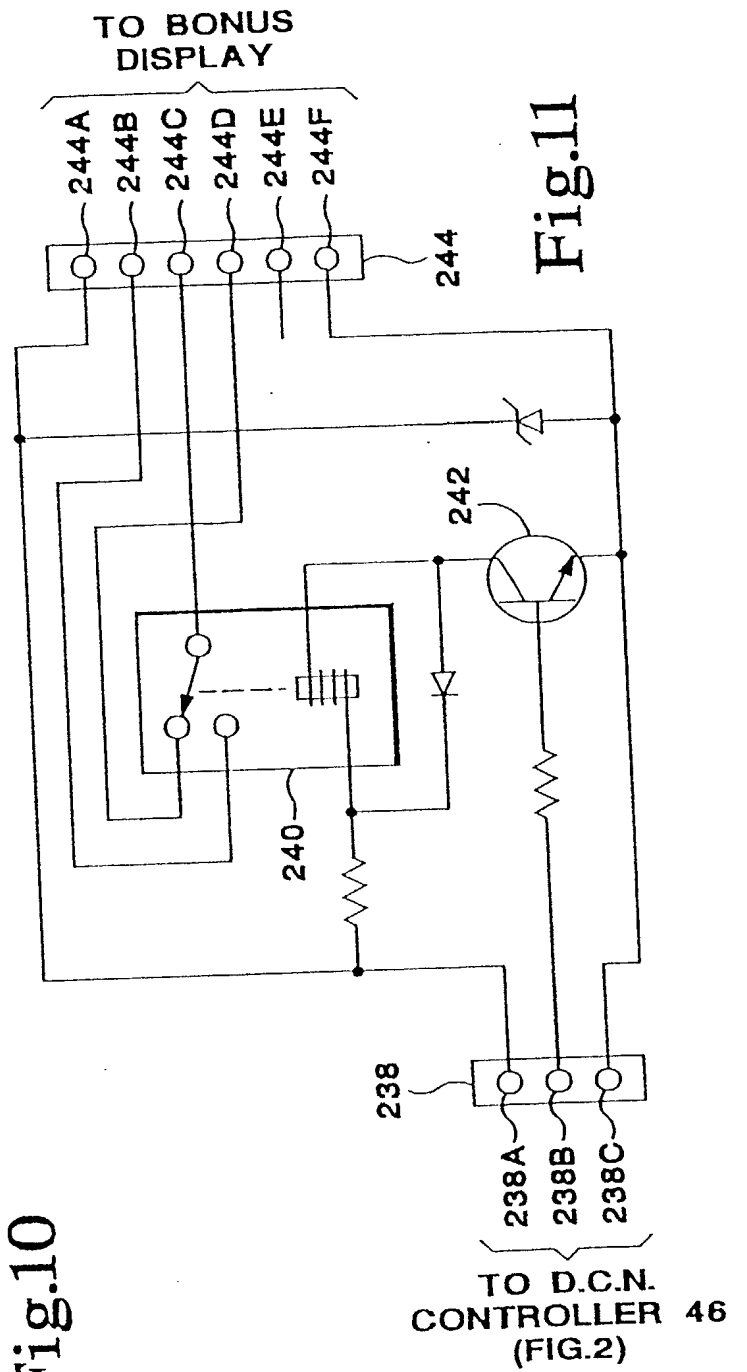 TO BONUS
DISPLAY
244A
244B
244C
244D
244E
244F
244
Fig.11
242
240
238
238A
238B
238C
TO D.C.N.
CONTROLLER 46
(FIG.2)
Fig.10